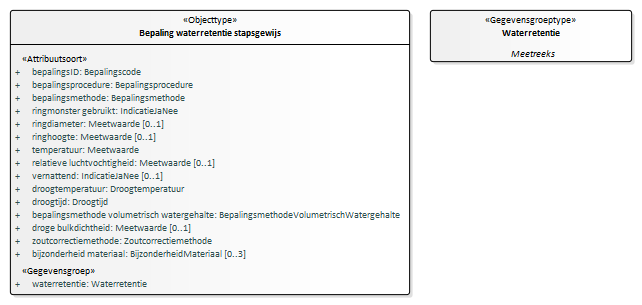 «Objecttype»
Bepaling waterretentie stapsgewijs
«Attribuutsoort»
+ bepalingsID: Bepalingscode
+ bepalingsprocedure: Bepalingsprocedure
+ bepalingsmethode: Bepalingsmethode
+ ringmonster gebruikt: IndicatieJaNee
+ ringdiameter: Meetwaarde [0..1]
+ ringhoogte: Meetwaarde [0..1]
+ temperatuur: Meetwaarde
+ relatieve luchtvochtigheid: Meetwaarde [0..1]
+ vernattend: IndicatieJaNee [0..1]
+ droogtemperatuur: Droogtemperatuur
+ droogtijd: Droogtijd
+ bepalingsmethode volumetrisch watergehalte: BepalingsmethodeVolumetrischWatergehalte
+ droge bulkdichtheid: Meetwaarde [0..1]
+ zoutcorrectiemethode: Zoutcorrectiemethode
+ bijzonderheid materiaal: BijzonderheidMateriaal [0..3]
«Gegevensgroep»
+ waterretentie: Waterretentie
«Gegevensgroeptype»
Waterretentie
Meetreeks